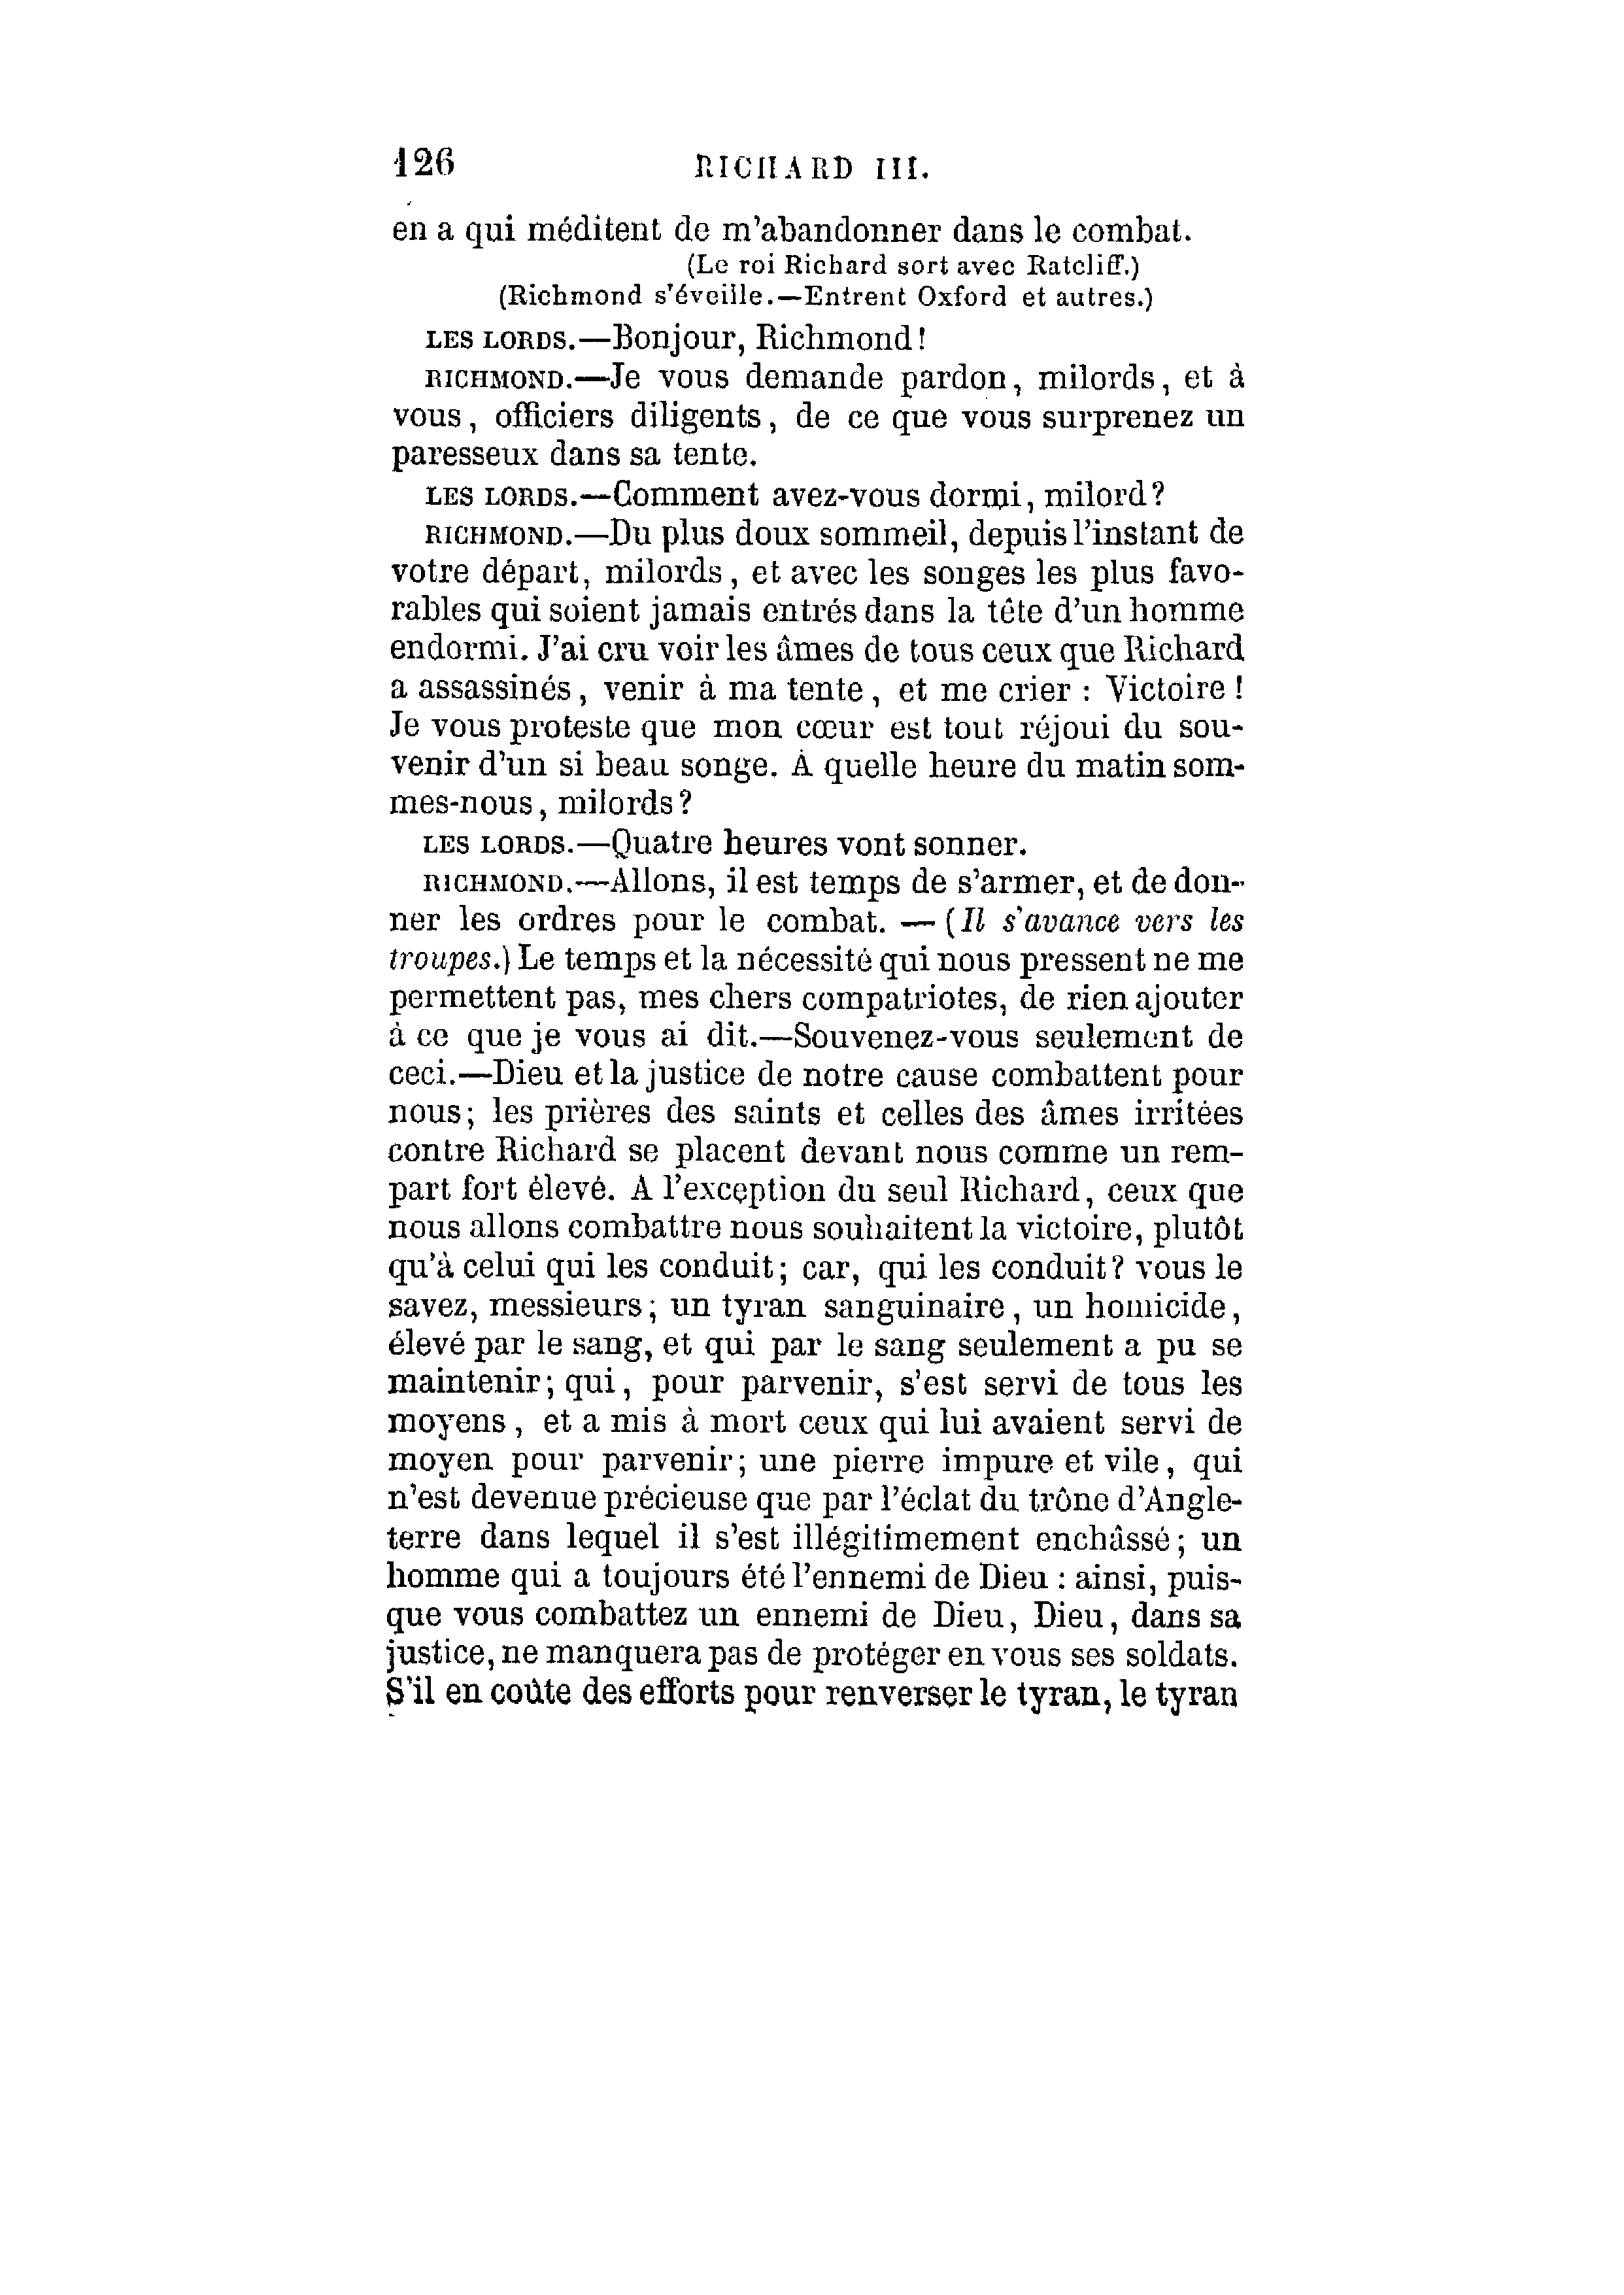 126 RICHARD III.
en a qui méditent de m'abandonner dans le combat.
(Le roi Richard sort avec Ratcliff.)
(Richmond s'éveille.—Entrent Oxford et autres.)
LES LORDS.—Bonjour, Richmond!
RICHMOND.—Je vous demande pardon, milords, et à
vous, officiers diligents, de ce que vous surprenez un
paresseux dans sa tente.
LES LORDS.—Comment avez-vous dormi, milord?
RICHMOND.—Du plus doux sommeil, depuis l'instant de
votre départ, milords, et avec les songes les plus favo-
rables qui soient jamais entrés dans la tête d'un homme
endormi. J'ai cru voir les âmes de tous ceux que Richard
a assassinés, venir à ma tente, et me crier : Victoire !
Je vous proteste que mon cœur est tout réjoui du sou-
venir d'un si beau songe. À quelle heure du matin som-
mes-nous, milords?
LES LORDS.—Quatre heures vont sonner.
RICHMOND.—Allons, il est temps de s'armer, et de don-
ner les ordres pour le combat. — (Il s'avance vers les
troupes.) Le temps et la nécessité qui nous pressent ne me
permettent pas, mes chers compatriotes, de rien ajouter
à ce que je vous ai dit.—Souvenez-vous seulement de
ceci.—Dieu et la justice de notre cause combattent pour
nous; les prières des saints et celles des âmes irritées
contre Richard se placent devant nous comme un rem-
part fort élevé. A l'exception du seul Richard, ceux que
nous allons combattre nous souhaitent la victoire, plutôt
qu'à celui qui les conduit; car, qui les conduit? vous le
savez, messieurs; un tyran sanguinaire, un homicide,
élevé par le sang, et qui par le sang seulement a pu se
maintenir; qui, pour parvenir, s'est servi de tous les
moyens, et a mis à mort ceux qui lui avaient servi de
moyen pour parvenir; une pierre impure et vile, qui
n'est devenue précieuse que par l'éclat du trône d'Angle-
terre dans lequel il s'est illégitimement enchâssé; un
homme qui a toujours été l'ennemi de Dieu : ainsi, puis-
que vous combattez un ennemi de Dieu, Dieu, dans sa
justice, ne manquera pas de protéger en vous ses soldats.
S'il en coûte des efforts pour renverser le tyran, le tyran